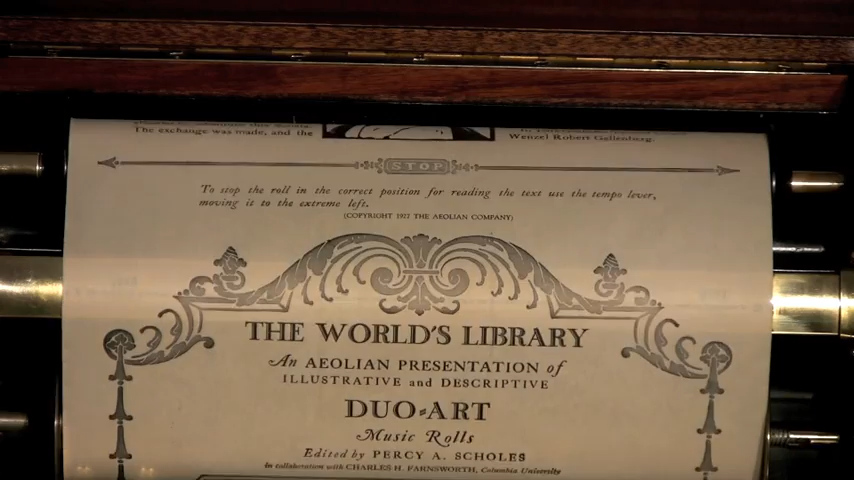 The exchange was made, and the
Wenzel Robert Gallenberg.
STOP
To stop the roll in the correct position for reading the text use the tempo lever,
moving it to the extreme left.
(COPYRIGHT 1927 THE AEOLIAN COMPANY)
THE WORLD'S LIBRARY
An AEOLIAN PRESENTATION of
ILLUSTRATIVE and DESCRIPTIVE
DUO-ART
Music Rolls
Edited by PERCY A. SCHOLES
in collaboration with CHARLES H. FARNSWORTH, Columbia University